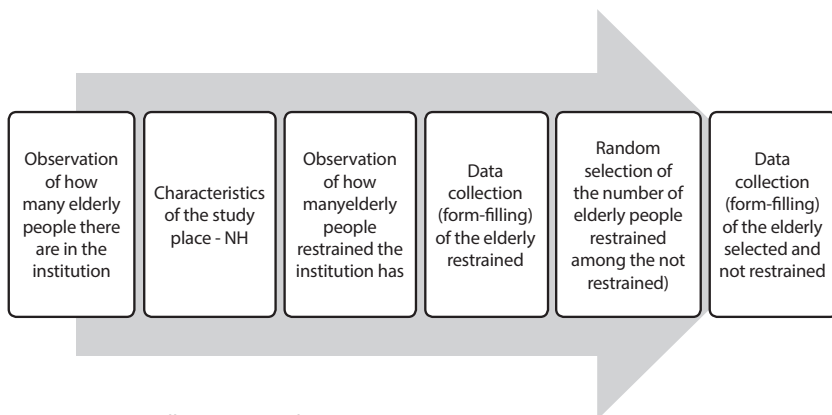 Observation
of how
many elderly
people there
are in the
institution
Characteristics
of the study
place - NH
Observation
of how
manyelderly
people
restrained the
institution has
Data
collection
(form-filling)
of the elderly
restrained
Random
selection of
the number of
elderly people
restrained
among the not
restrained)
Data
collection
(form-filling)
of the elderly
selected and
not restrained